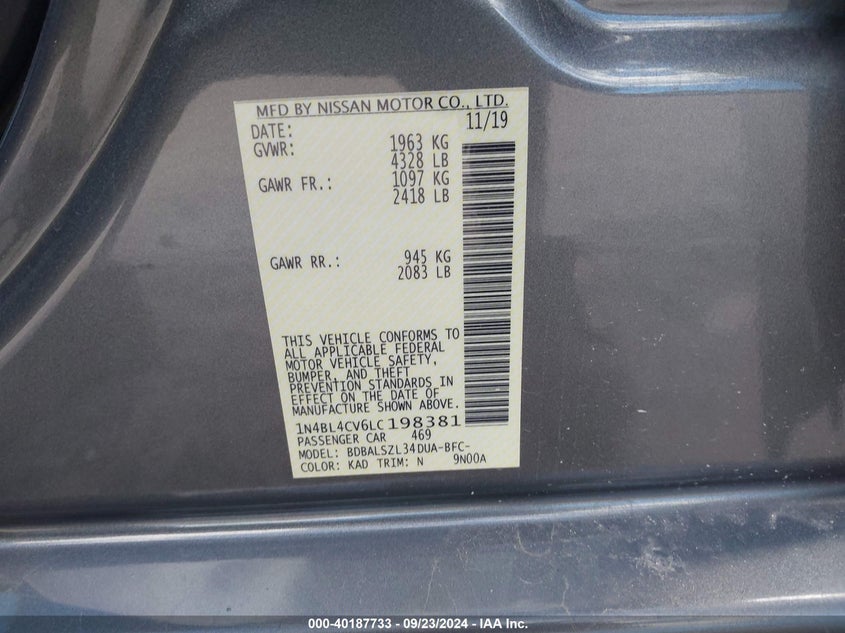 MFD BY NISSAN MOTOR CO., LTD.
DATE: 11/19
GVWR: 1963 KG
4328 LB
GAWR FR.: 1097 KG
2418 LB
GAWR RR.: 945 KG
2083 LB
THIS VEHICLE CONFORMS TO
ALL APPLICABLE FEDERAL
MOTOR VEHICLE SAFETY,
BUMPER, AND THEFT
PREVENTION STANDARDS IN
EFFECT ON THE DATE OF
MANUFACTURE SHOWN ABOVE.
1N4BL4CV6LC198381
PASSENGER CAR 469
MODEL: BDBALSZL34DUA-BFC-
COLOR: KAD TRIM: N 9N00A
000-40187733 - 09/23/2024 - IAA Inc.